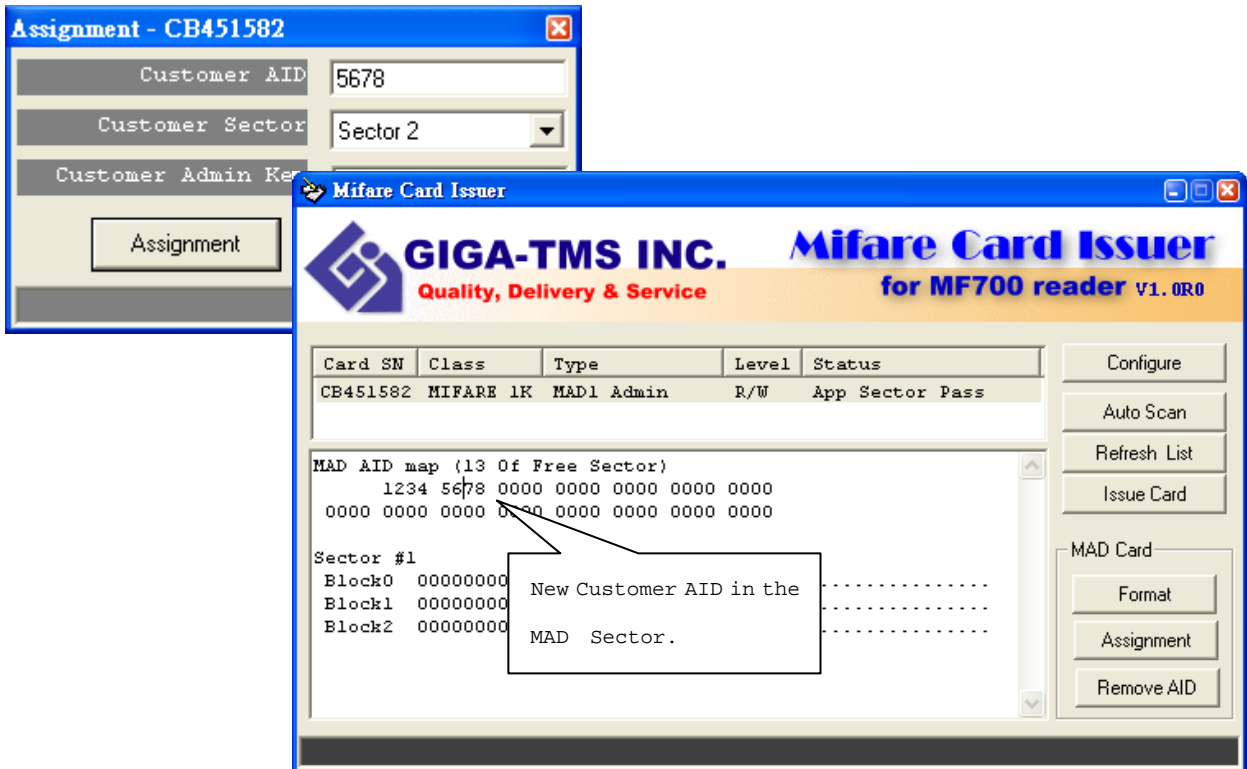 Assignment - CB451582
Customer AID
5678
Customer Sector
Sector 2
Customer Admin
Assignment
Mifare Card Issuer
GIGA-TMS INC.
Quality, Delivery & Service
Mifare Card Issuer
for MF700 reader V1.0R0
Card SN Class Type Level Status
CB451582 MIFARE 1K MAD1 Admin R/W App Sector Pass
Configure
Auto Scan
Refresh List
Issue Card
MAD AID map (13 Of Free Sector)
1234 5678 0000 0000 0000 0000 0000
0000 0000 0000 0000 0000 0000 0000 0000
Sector #1
Block0 00000000 ...............
Block1 00000000 ...............
Block2 00000000 ...............
New Customer AID in the
MAD Sector.
MAD Card
Format
Assignment
Remove AID